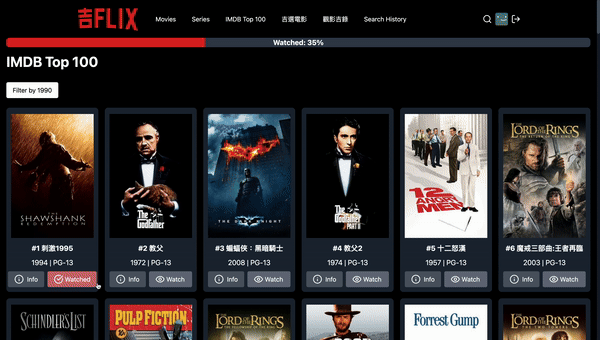 吉FLIX Movies Series IMDB Top 100 吉選電影 觀影吉錄 Search History
Watched: 35%
IMDB Top 100
Filter by 1990
THE SHAWSHANK REDEMPTION
The Godfather
THE DARK KNIGHT
The Godfather PART II
12 ANGRY MEN
THE LORD OF THE RINGS
THE RETURN OF THE KING
#1 刺激1995 #2 教父 #3 蝙蝠俠：黑暗騎士 #4 教父2 #5 十二怒漢 #6 魔戒三部曲:王者再臨
1994 | PG-13 1972 | PG-13 2008 | PG-13 1974 | PG-13 1957 | PG-13 2003 | PG-13
Info Watched Info Watch Info Watch Info Watch Info Watch Info Watch
SCHINDLER'S LIST
PULP FICTION
THE LORD OF THE RINGS
Forrest Gump
THE LORD OF THE RINGS